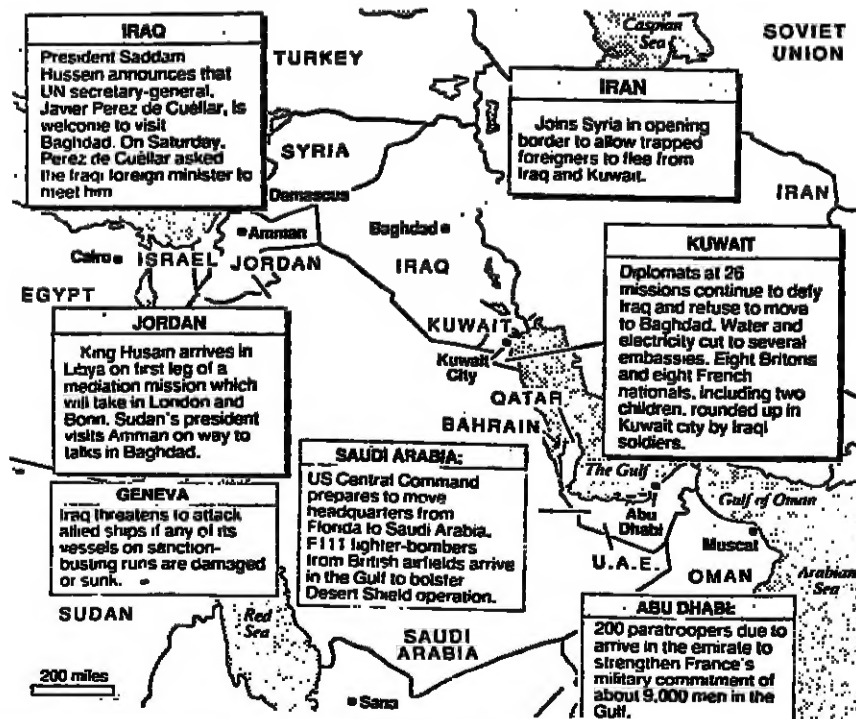 IRAQ
President Saddam
Hussein announces that
UN secretary-general,
Javier Perez de Cuéllar, is
welcome to visit
Baghdad. On Saturday,
Perez de Cuéllar asked
the Iraqi foreign minister to
meet him
TURKEY
Caspian
Sea
SOVIET
UNION
IRAN
Joins Syria in opening
border to allow trapped
foreigners to flee from
Iraq and Kuwait.
SYRIA
Damascus
IRAN
Amman
Baghdad
Cairo
ISRAEL
JORDAN
IRAQ
EGYPT
KUWAIT
Diplomats at 26
missions continue to defy
Iraq and refuse to move
to Baghdad. Water and
electricity cut to several
embassies. Eight Britons
and eight French
nationals, including two
children, rounded up in
Kuwait city by Iraqi
soldiers.
JORDAN
King Husain arrives in
Libya on first leg of a
mediation mission which
will take in London and
Bonn. Sudan's president
visits Amman on way to
talks in Baghdad.
KUWAIT
Kuwait
City
QATAR
BAHRAIN
SAUDI ARABIA:
US Central Command
prepares to move
headquarters from
Florida to Saudi Arabia.
F111 fighter-bombers
from British airfields arrive
in the Gulf to bolster
Desert Shield operation.
The Gulf
Gulf of Oman
Abu
Dhabi
Muscat
U.A.E.
OMAN
Arabian
Sea
GENEVA
Iraq threatens to attack
allied ships if any of its
vessels on sanction-
busting runs are damaged
or sunk.
SUDAN
Red
Sea
SAUDI
ARABIA
ABU DHABI:
200 paratroopers due to
arrive in the emirate to
strengthen France's
military commitment of
about 9,000 men in the
Gulf.
200 miles
Sana